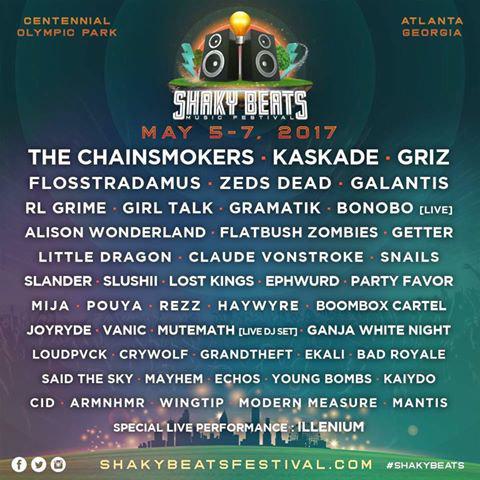 CENTENNIAL
OLYMPIC PARK
ATLANTA
GEORGIA
SHAKY BEATS
MUSIC FESTIVAL
MAY 5-7, 2017
THE CHAINSMOKERS · KASKADE · GRIZ
FLOSSTRADAMUS · ZEDS DEAD · GALANTIS
RL GRIME · GIRL TALK · GRAMATIK · BONOBO [LIVE]
ALISON WONDERLAND · FLATBUSH ZOMBIES · GETTER
LITTLE DRAGON · CLAUDE VONSTROKE · SNAILS
SLANDER · SLUSHII · LOST KINGS · EPHWURD · PARTY FAVOR
MIJA · POUYA · REZZ · HAYWYRE · BOOMBOX CARTEL
JOYRYDE · VANIC · MUTEMATH [LIVE DJ SET] · GANJA WHITE NIGHT
LOUDPVCK · CRYWOLF · GRANDTHEFT · EKALI · BAD ROYALE
SAID THE SKY · MAYHEM · ECHOS · YOUNG BOMBS · KAIYDO
CID · ARMNHMR · WINGTIP · MODERN MEASURE · MANTIS
SPECIAL LIVE PERFORMANCE : ILLENIUM
SHAKYBEATSFESTIVAL.COM
#SHAKYBEATS